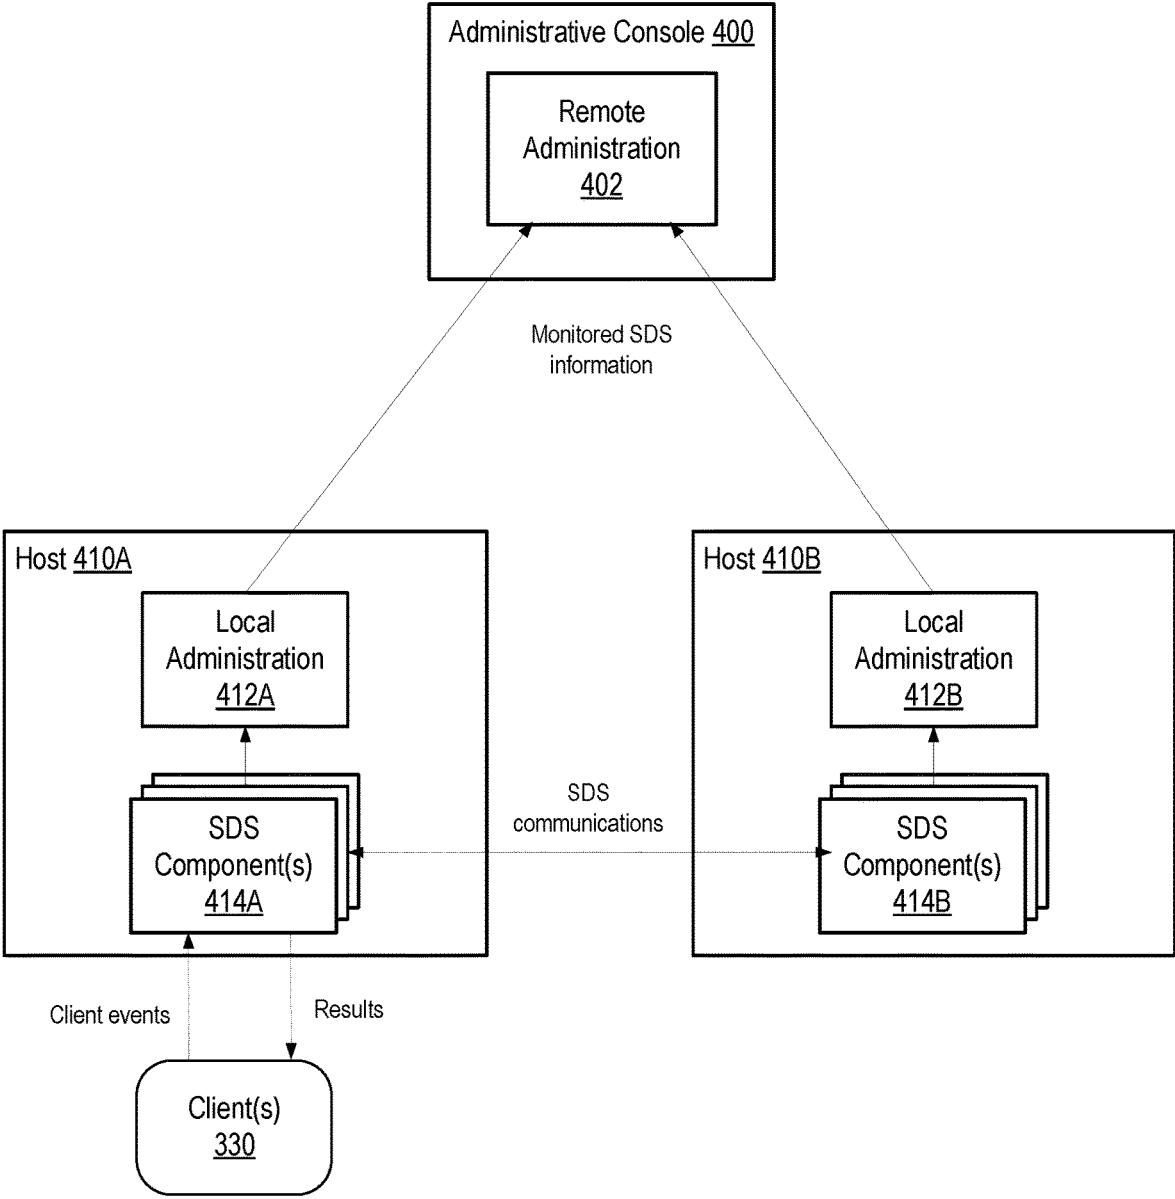 Administrative Console 400
Remote
Administration
402
Monitored SDS
information
Host 410A
Local
Administration
412A
SDS
Component(s)
414A
SDS
communications
Host 410B
Local
Administration
412B
SDS
Component(s)
414B
Client events
Results
Client(s)
330